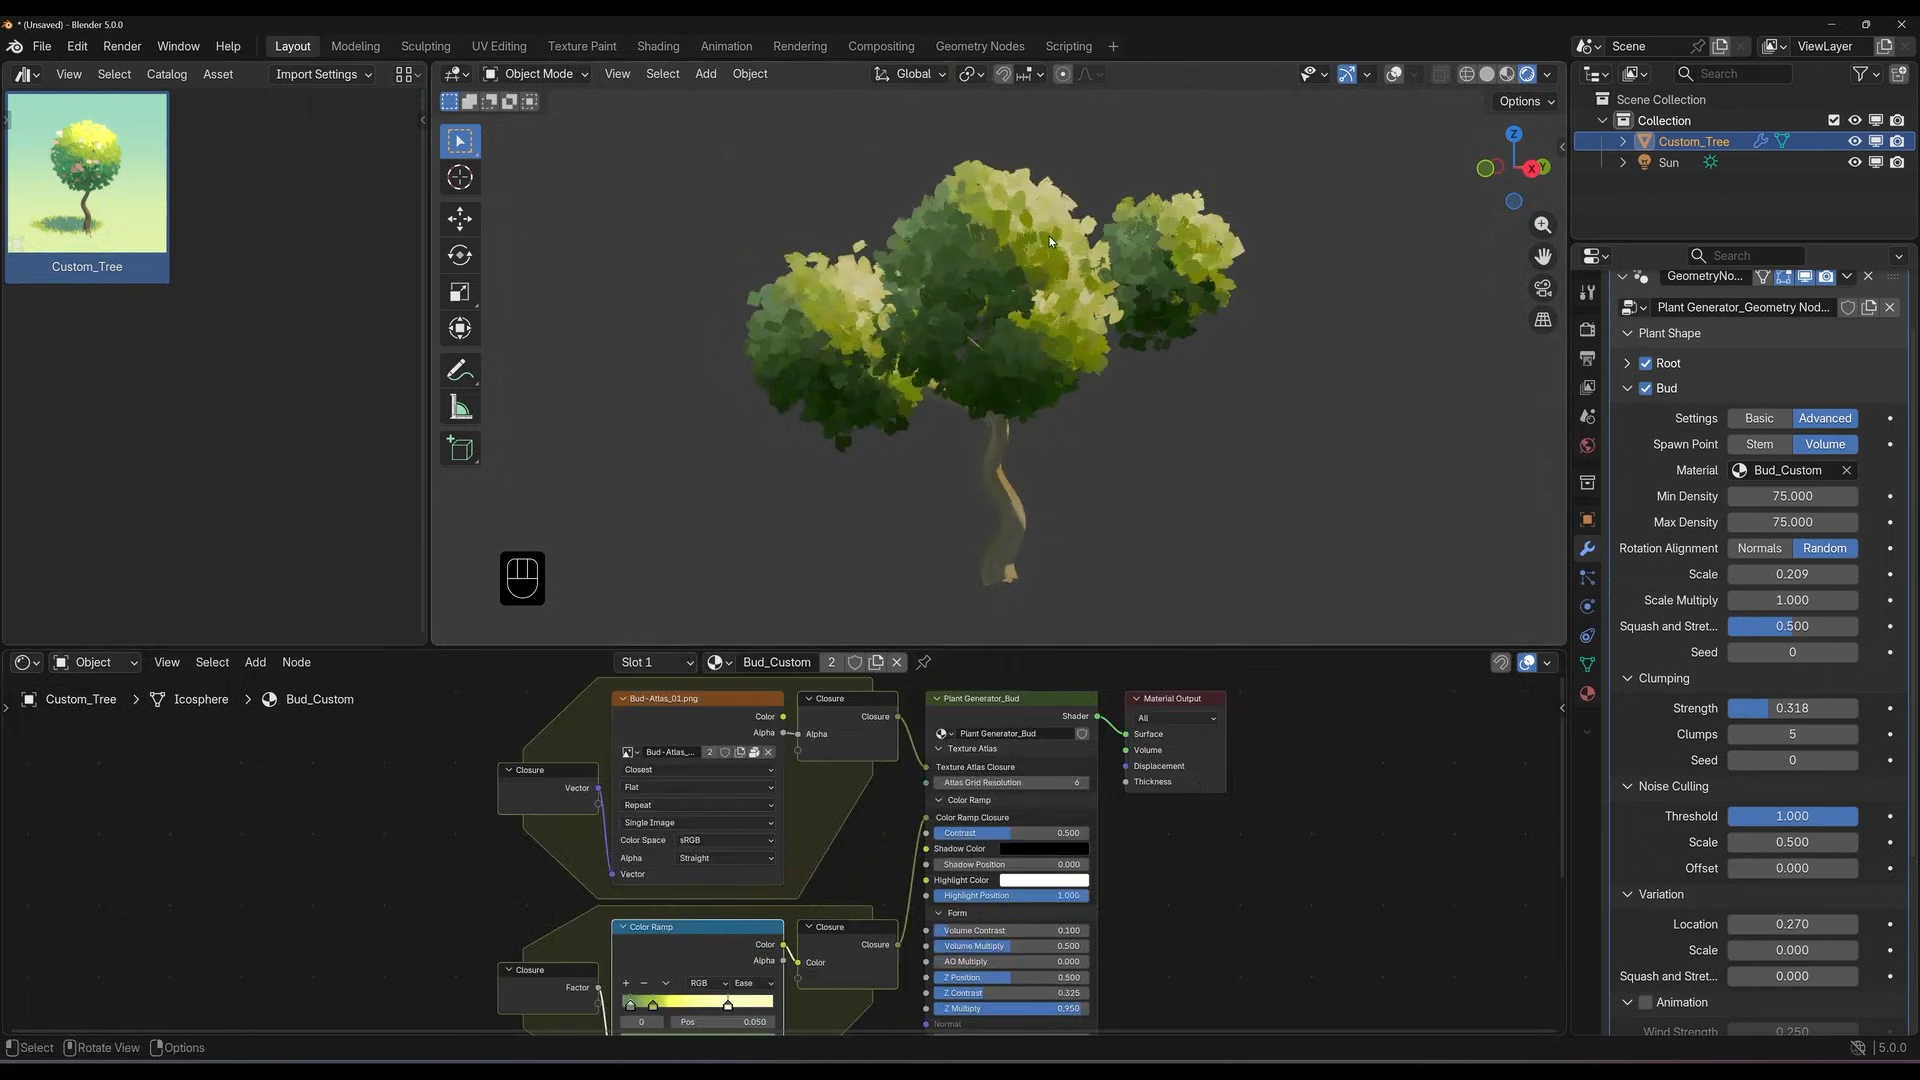 * (Unsaved) - Blender 5.0.0
File Edit Render Window Help
Layout Modeling Sculpting UV Editing Texture Paint Shading Animation Rendering Compositing Geometry Nodes Scripting +
Scene
ViewLayer
View Select Catalog Asset Import Settings
Custom_Tree
Object Mode View Select Add Object
Global
Options
Z
X
Y
Search
Scene Collection
Collection
Custom_Tree
Sun
Search
GeometryNo...
Plant Generator_Geometry Nod...
Plant Shape
Root
Bud
Settings Basic Advanced
Spawn Point Stem Volume
Material Bud_Custom
Min Density 75.000
Max Density 75.000
Rotation Alignment Normals Random
Scale 0.209
Scale Multiply 1.000
Squash and Stret... 0.500
Seed 0
Clumping
Strength 0.318
Clumps 5
Seed 0
Noise Culling
Threshold 1.000
Scale 0.500
Offset 0.000
Variation
Location 0.270
Scale 0.000
Squash and Stret... 0.000
Animation
Wind Strength 0.250
Object View Select Add Node
Slot 1
Bud_Custom 2
Custom_Tree Icosphere Bud_Custom
Closure
Vector
Bud-Atlas_01.png
Color
Alpha
Bud-Atlas_... 2
Closest
Flat
Repeat
Single Image
Color Space sRGB
Alpha Straight
Vector
Closure
Closure
Alpha
Plant Generator_Bud
Shader
Plant Generator_Bud
Texture Atlas
Texture Atlas Closure
Atlas Grid Resolution 6
Color Ramp
Color Ramp Closure
Contrast 0.500
Shadow Color
Shadow Position 0.000
Highlight Color
Highlight Position 1.000
Form
Volume Contrast 0.100
Volume Multiply 0.500
AO Multiply 0.000
Z Position 0.500
Z Contrast 0.325
Z Multiply 0.950
Normal
Material Output
All
Surface
Volume
Displacement
Thickness
Closure
Factor
Color Ramp
Color
Alpha
RGB Ease
0 Pos 0.050
Closure
Closure
Color
Select Rotate View Options
5.0.0